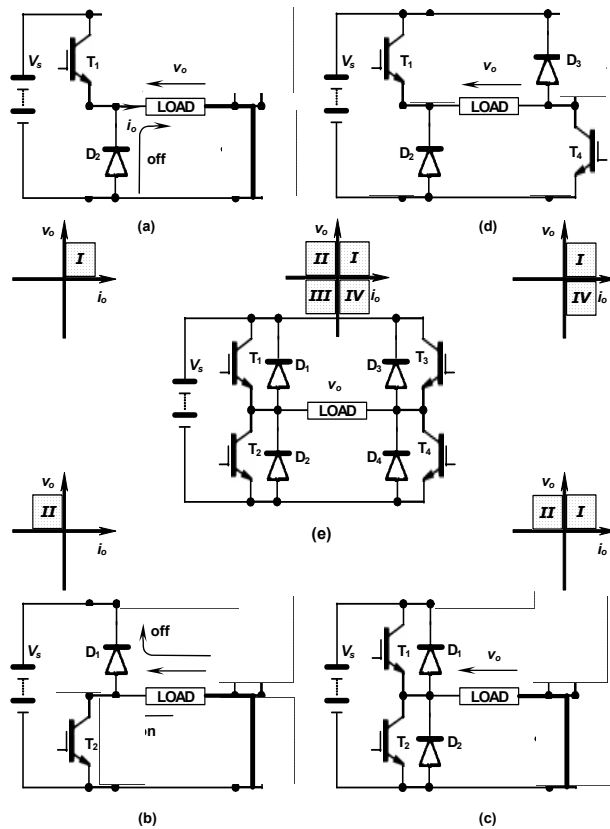 Vs
T1
vo
LOAD
io
D2
off
(a)
Vs
T1
vo
D3
LOAD
D2
T4
(d)
vo
I
io
vo
II
I
III
IV
io
vo
I
IV
io
Vs
T1
D1
D3
T3
vo
LOAD
T2
D2
D4
T4
(e)
vo
II
io
vo
II
I
io
Vs
D1
off
LOAD
T2
(b)
Vs
T1
D1
vo
LOAD
T2
D2
(c)